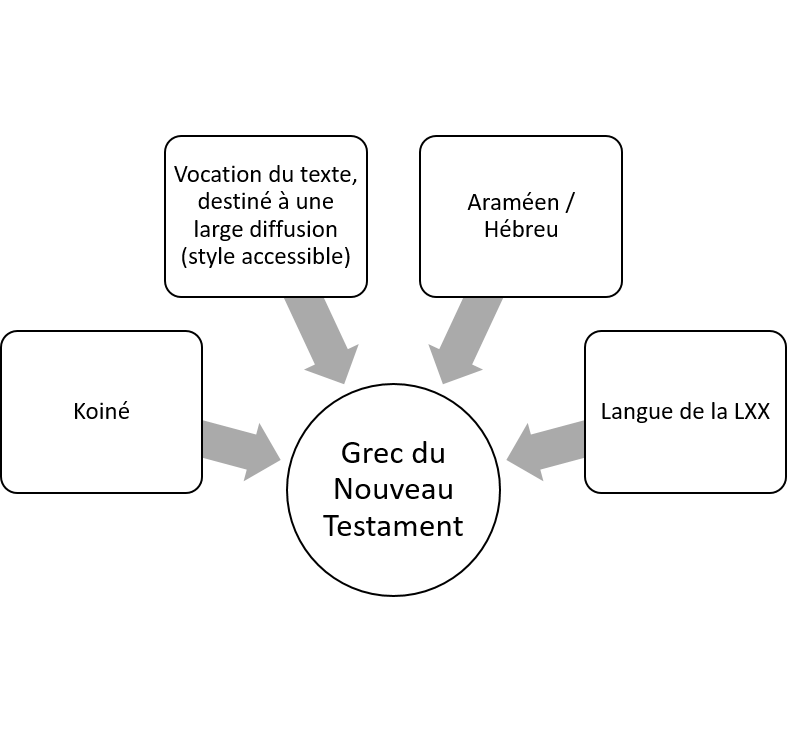 Vocation du texte,
destiné à une
large diffusion
(style accessible)
Araméen /
Hébreu
Koiné
Langue de la LXX
Grec du
Nouveau
Testament